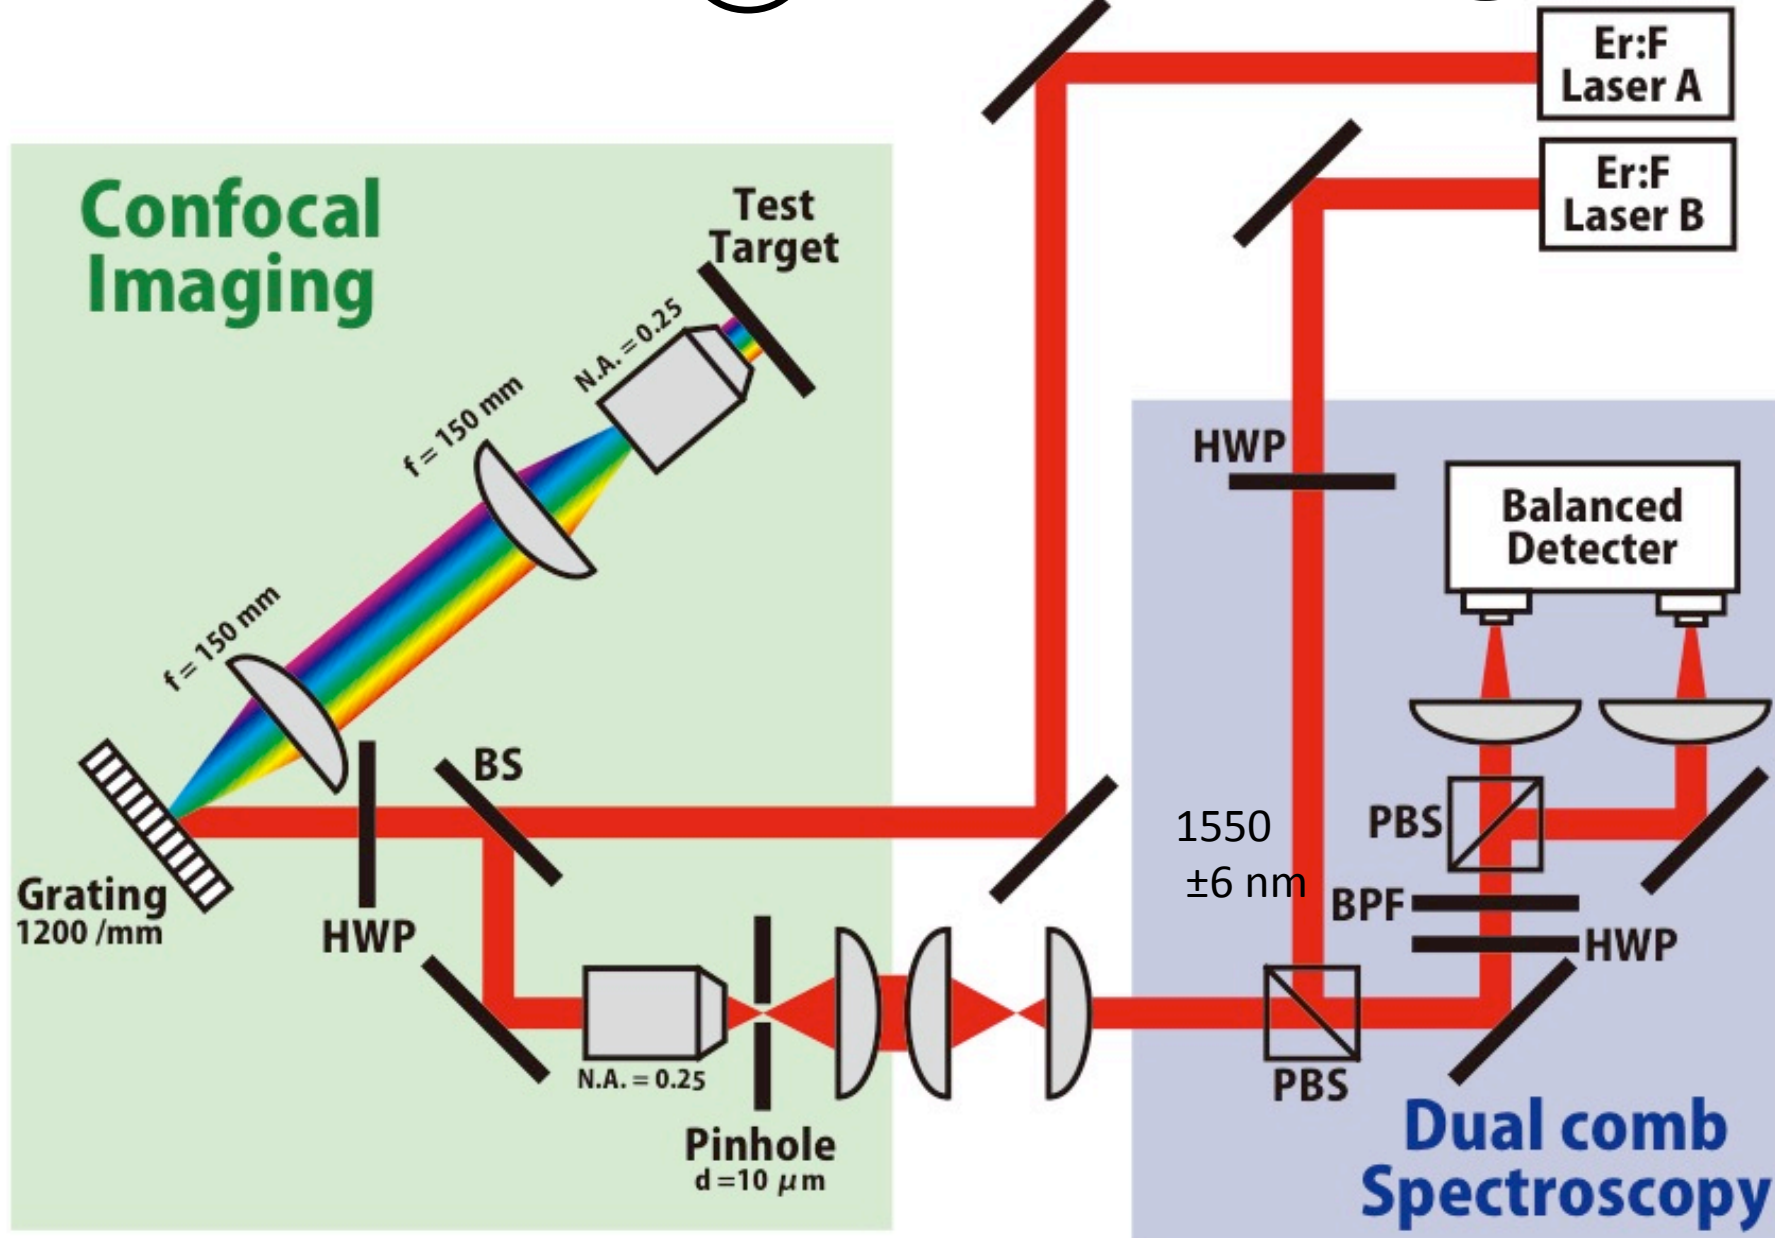 Er:F
Laser A
Er:F
Laser B
Confocal
Imaging
Test
Target
N.A. = 0.25
f = 150 mm
f = 150 mm
HWP
Balanced
Detecter
BS
1550
±6 nm
PBS
Grating
1200 /mm
HWP
BPF
HWP
N.A. = 0.25
PBS
Pinhole
d =10 μm
Dual comb
Spectroscopy